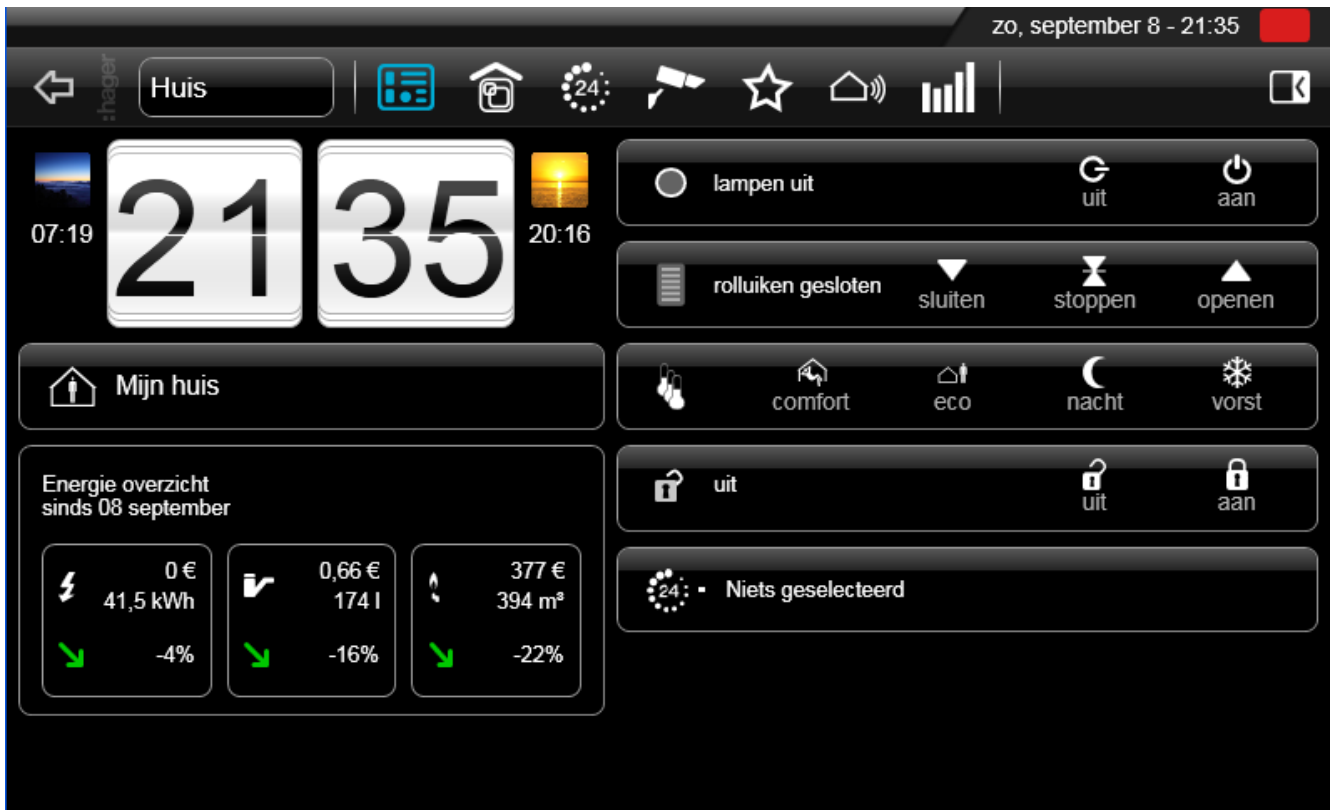 zo, september 8 - 21:35
:hager
Huis
24
07:19
21 35
20:16
lampen uit
uit
aan
rolluiken gesloten
sluiten
stoppen
openen
Mijn huis
comfort
eco
nacht
vorst
Energie overzicht
sinds 08 september
0 €
41,5 kWh
-4%
0,66 €
174 l
-16%
377 €
394 m³
-22%
uit
uit
aan
24
Niets geselecteerd